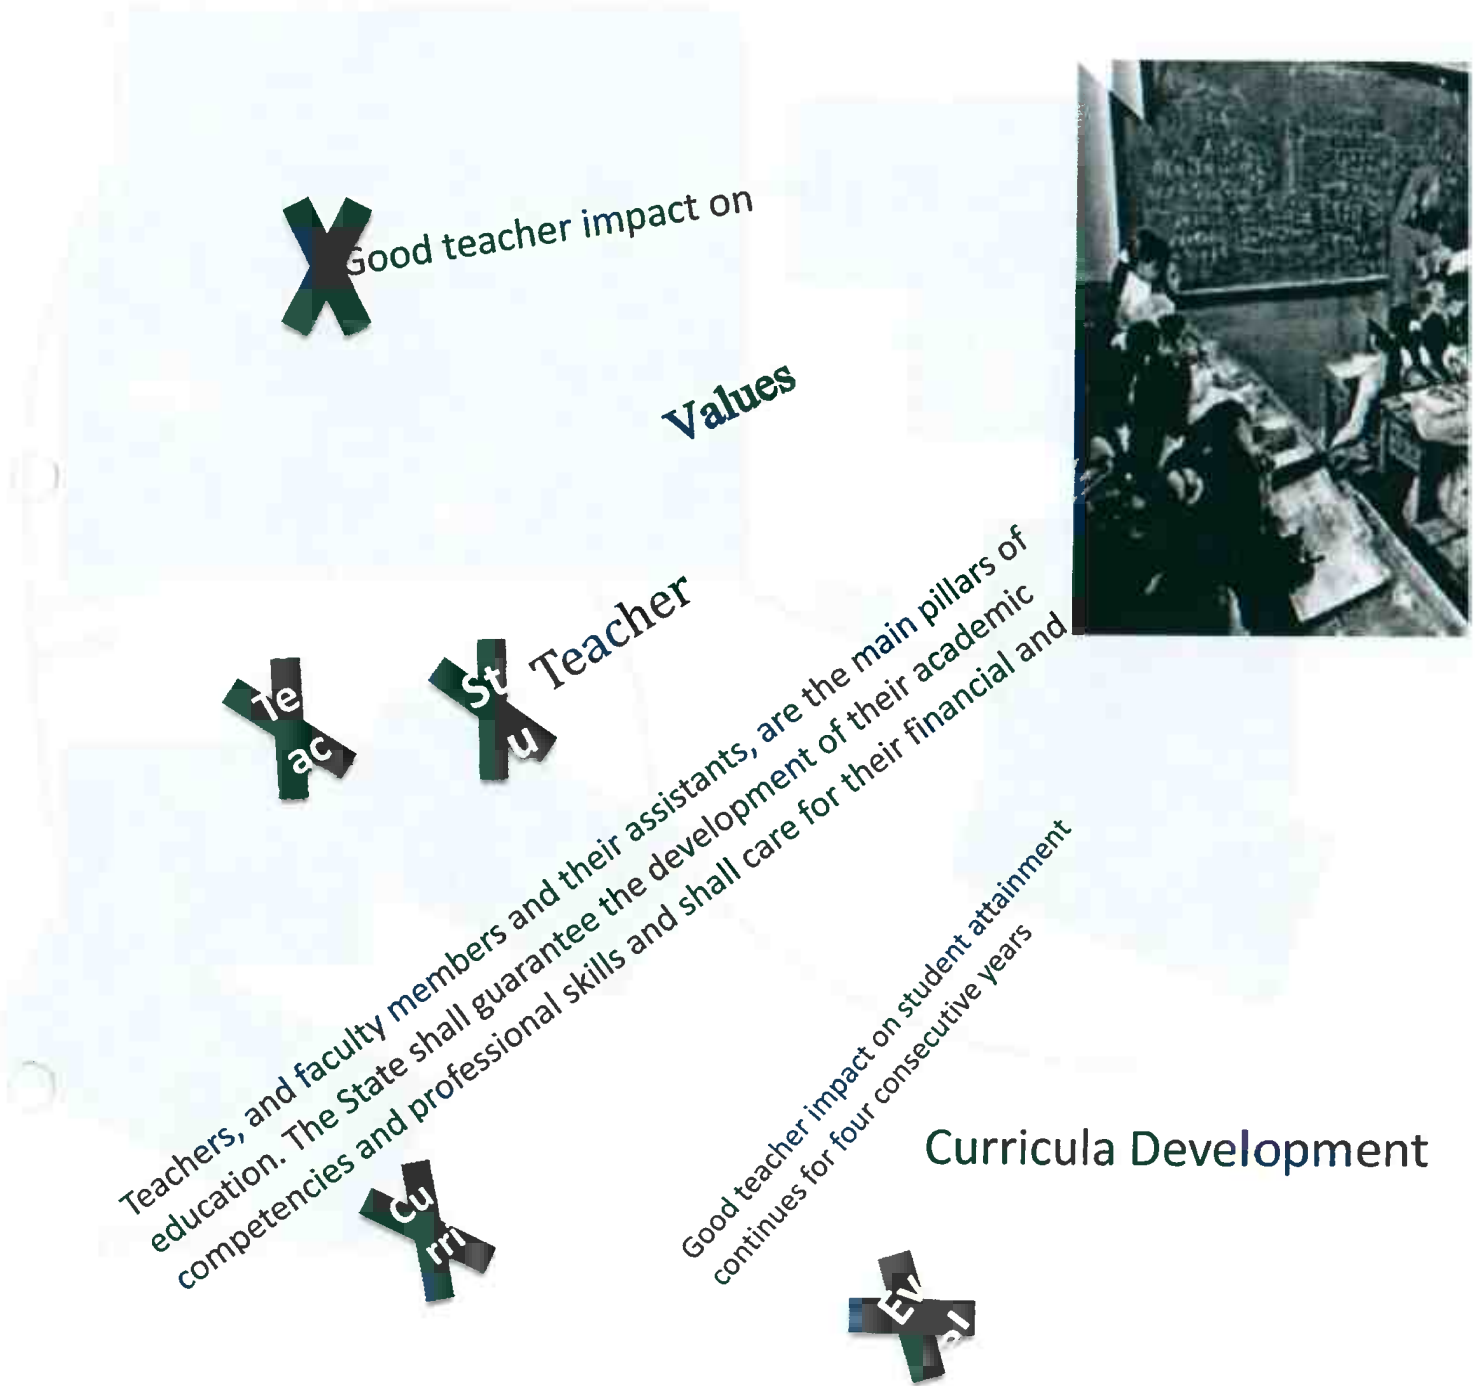 Good teacher impact on
Values
Teacher
Te
ac
St
u
Teachers, and faculty members and their assistants, are the main pillars of
education. The State shall guarantee the development of their academic
competencies and professional skills and shall care for their financial and
Good teacher impact on student attainment
continues for four consecutive years
Curricula Development
Cu
rri
Ev
al